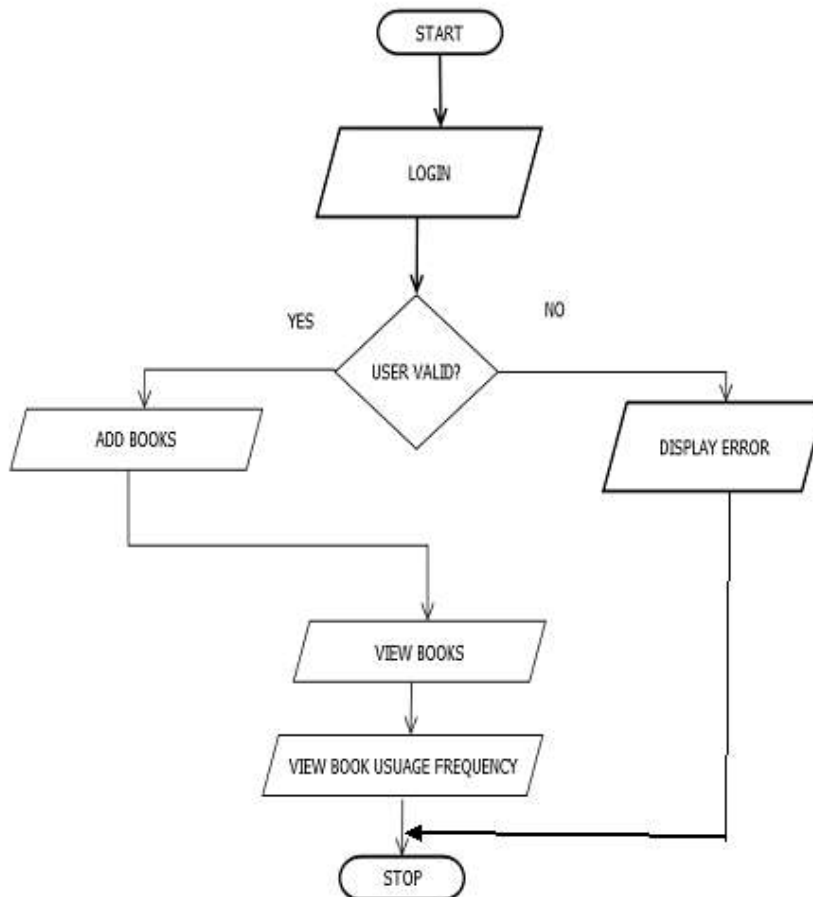 START
LOGIN
YES
NO
USER VALID?
ADD BOOKS
DISPLAY ERROR
VIEW BOOKS
VIEW BOOK USUAGE FREQUENCY
STOP